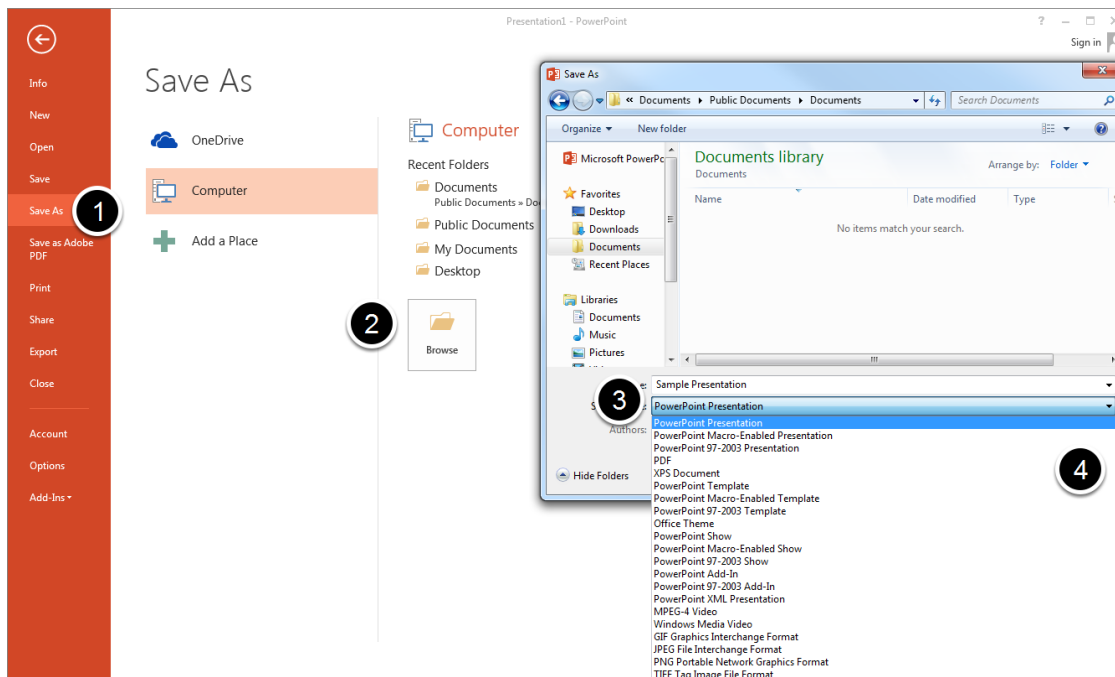 Presentation1 - PowerPoint
?
Sign in
Info
New
Open
Save
Save As
Save as Adobe
PDF
Print
Share
Export
Close
Account
Options
Add-Ins
1
Save As
OneDrive
Computer
Add a Place
Computer
Recent Folders
Documents
Public Documents » Do
Public Documents
My Documents
Desktop
2
Browse
Save As
« Documents Public Documents Documents
Search Documents
Organize New folder
Microsoft PowerPc
Favorites
Desktop
Downloads
Documents
Recent Places
Libraries
Documents
Music
Pictures
Documents library
Documents
Arrange by: Folder
Name Date modified Type
No items match your search.
3
Sample Presentation
PowerPoint Presentation
Authors:
Hide Folders
4
PowerPoint Presentation
PowerPoint Macro-Enabled Presentation
PowerPoint 97-2003 Presentation
PDF
XPS Document
PowerPoint Template
PowerPoint Macro-Enabled Template
PowerPoint 97-2003 Template
Office Theme
PowerPoint Show
PowerPoint Macro-Enabled Show
PowerPoint 97-2003 Show
PowerPoint Add-In
PowerPoint 97-2003 Add-In
PowerPoint XML Presentation
MPEG-4 Video
Windows Media Video
GIF Graphics Interchange Format
JPEG File Interchange Format
PNG Portable Network Graphics Format
TIFF Tag Image File Format